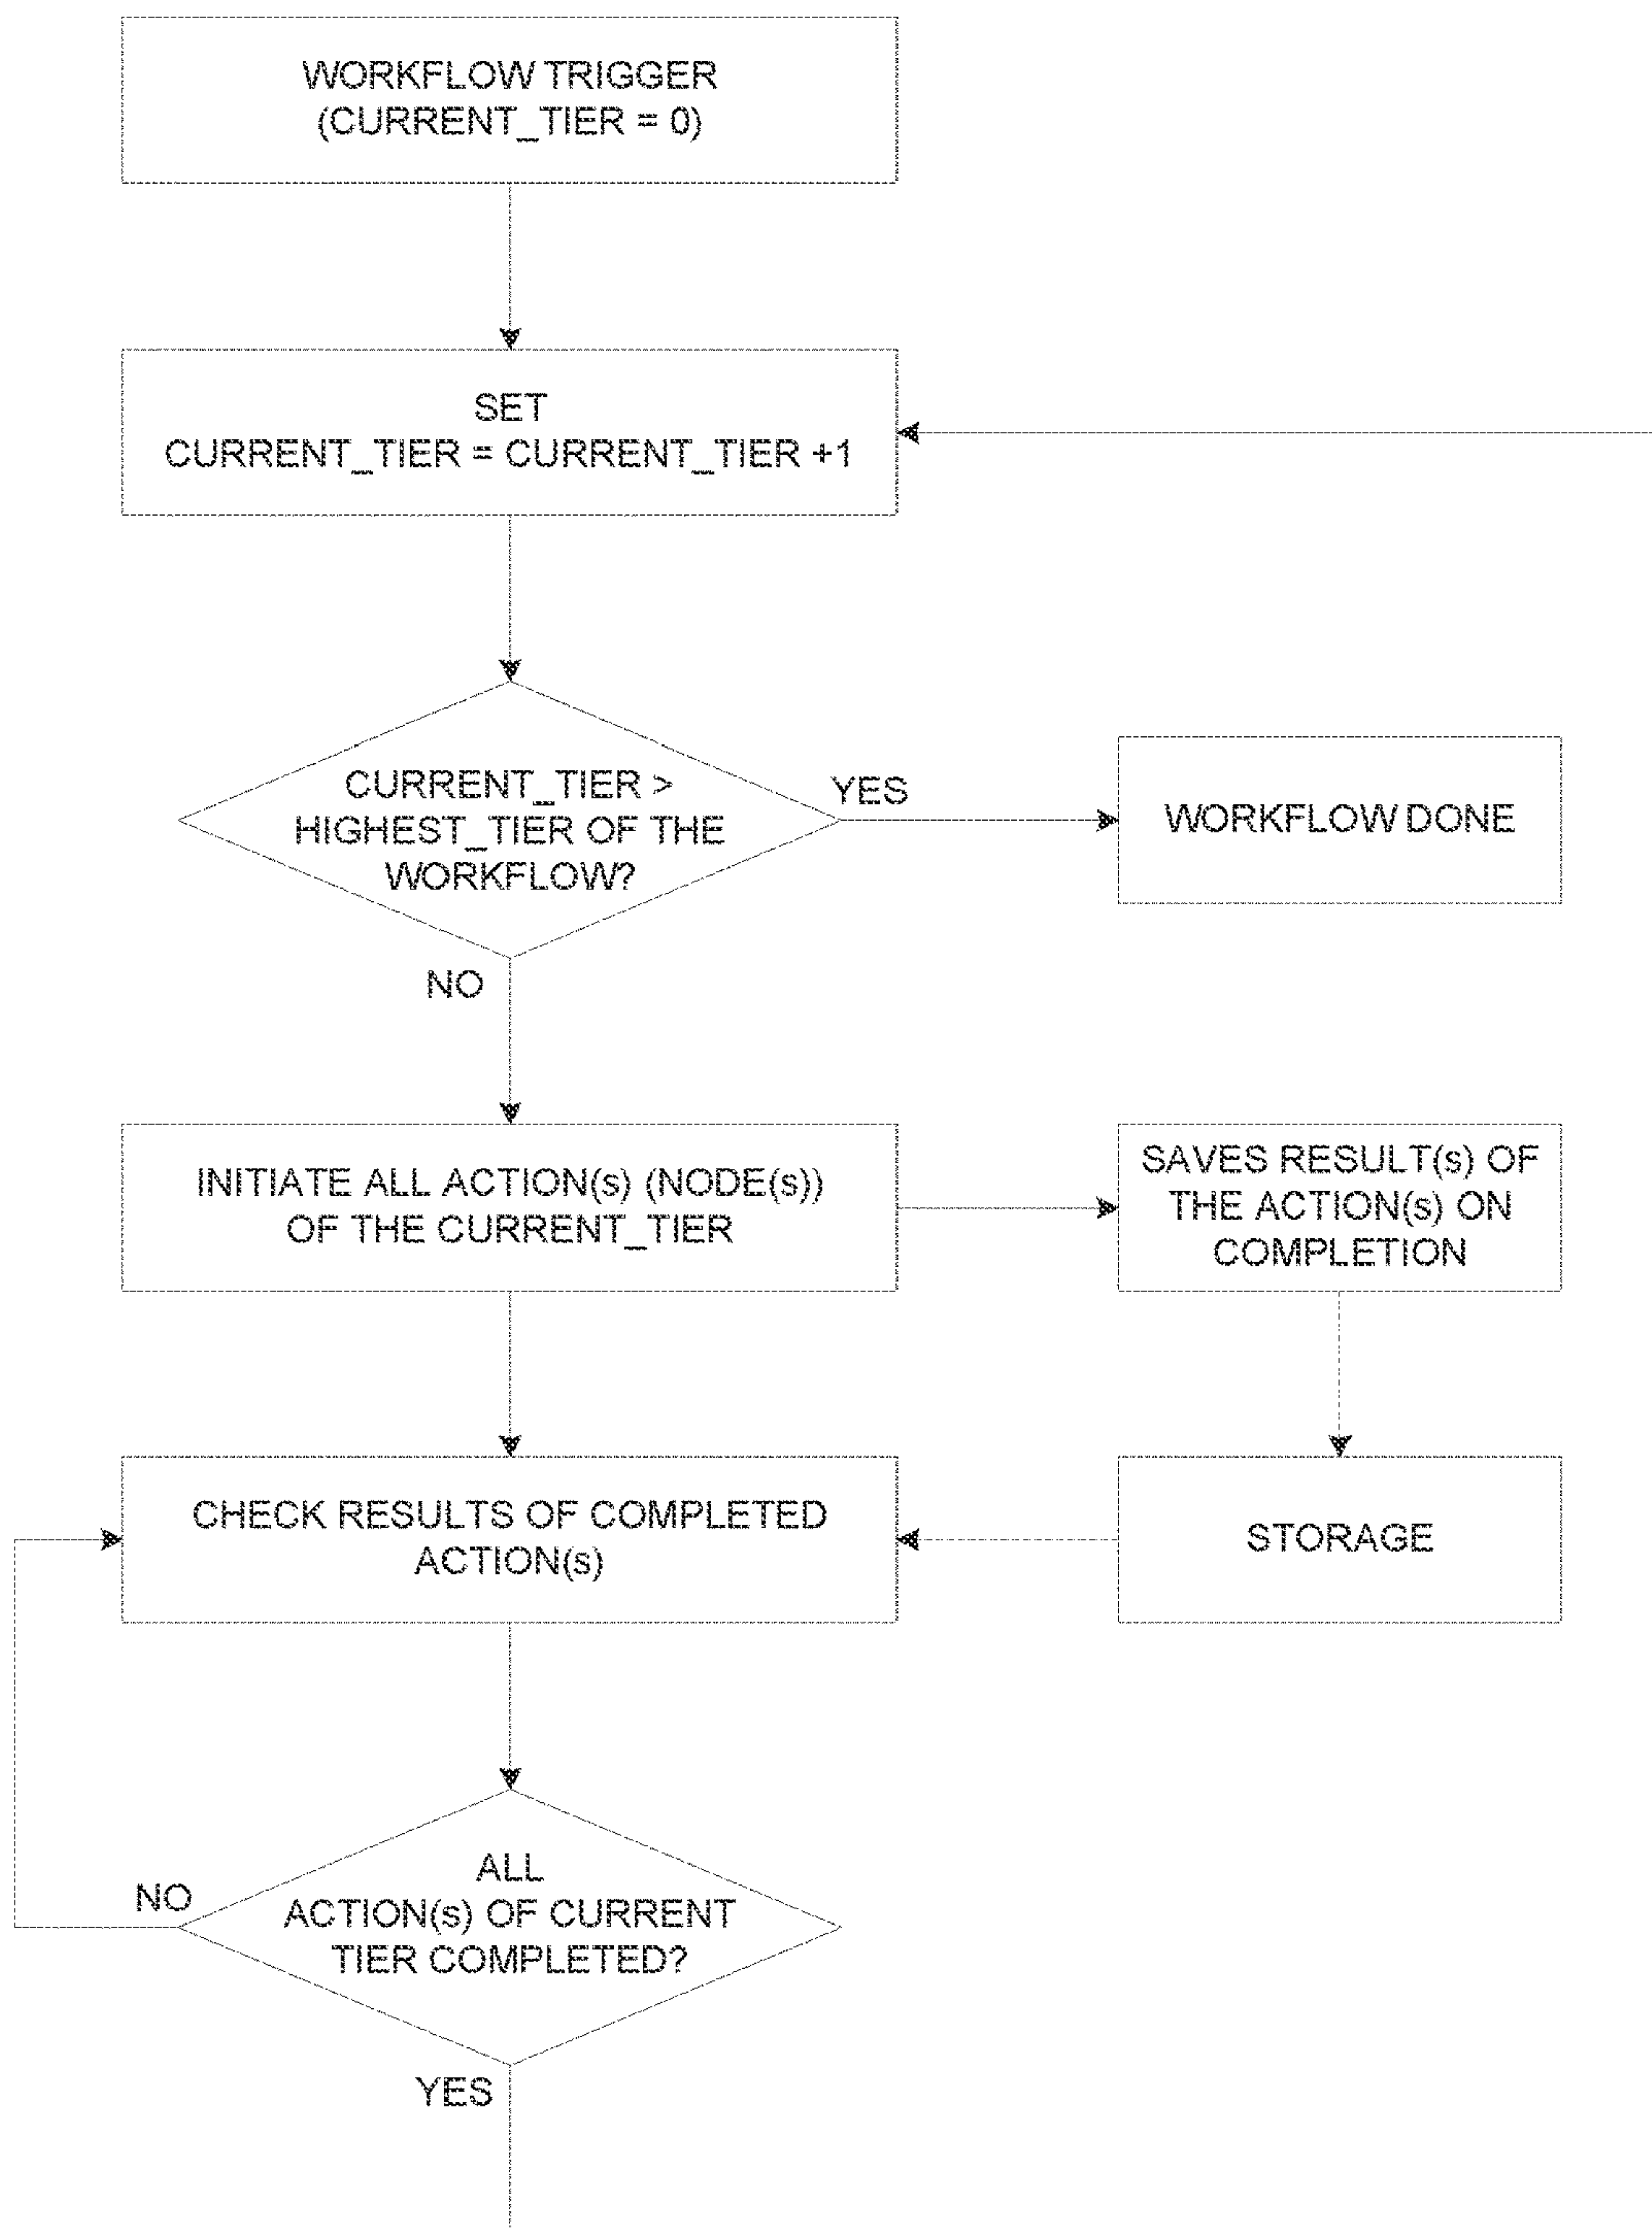 WORKFLOW TRIGGER
(CURRENT_TIER = 0)
SET
CURRENT_TIER = CURRENT_TIER +1
CURRENT_TIER >
HIGHEST_TIER OF THE
WORKFLOW?
YES
WORKFLOW DONE
NO
INITIATE ALL ACTION(s) (NODE(s))
OF THE CURRENT_TIER
SAVES RESULT(s) OF
THE ACTION(s) ON
COMPLETION
CHECK RESULTS OF COMPLETED
ACTION(s)
STORAGE
ALL
ACTION(s) OF CURRENT
TIER COMPLETED?
NO
YES